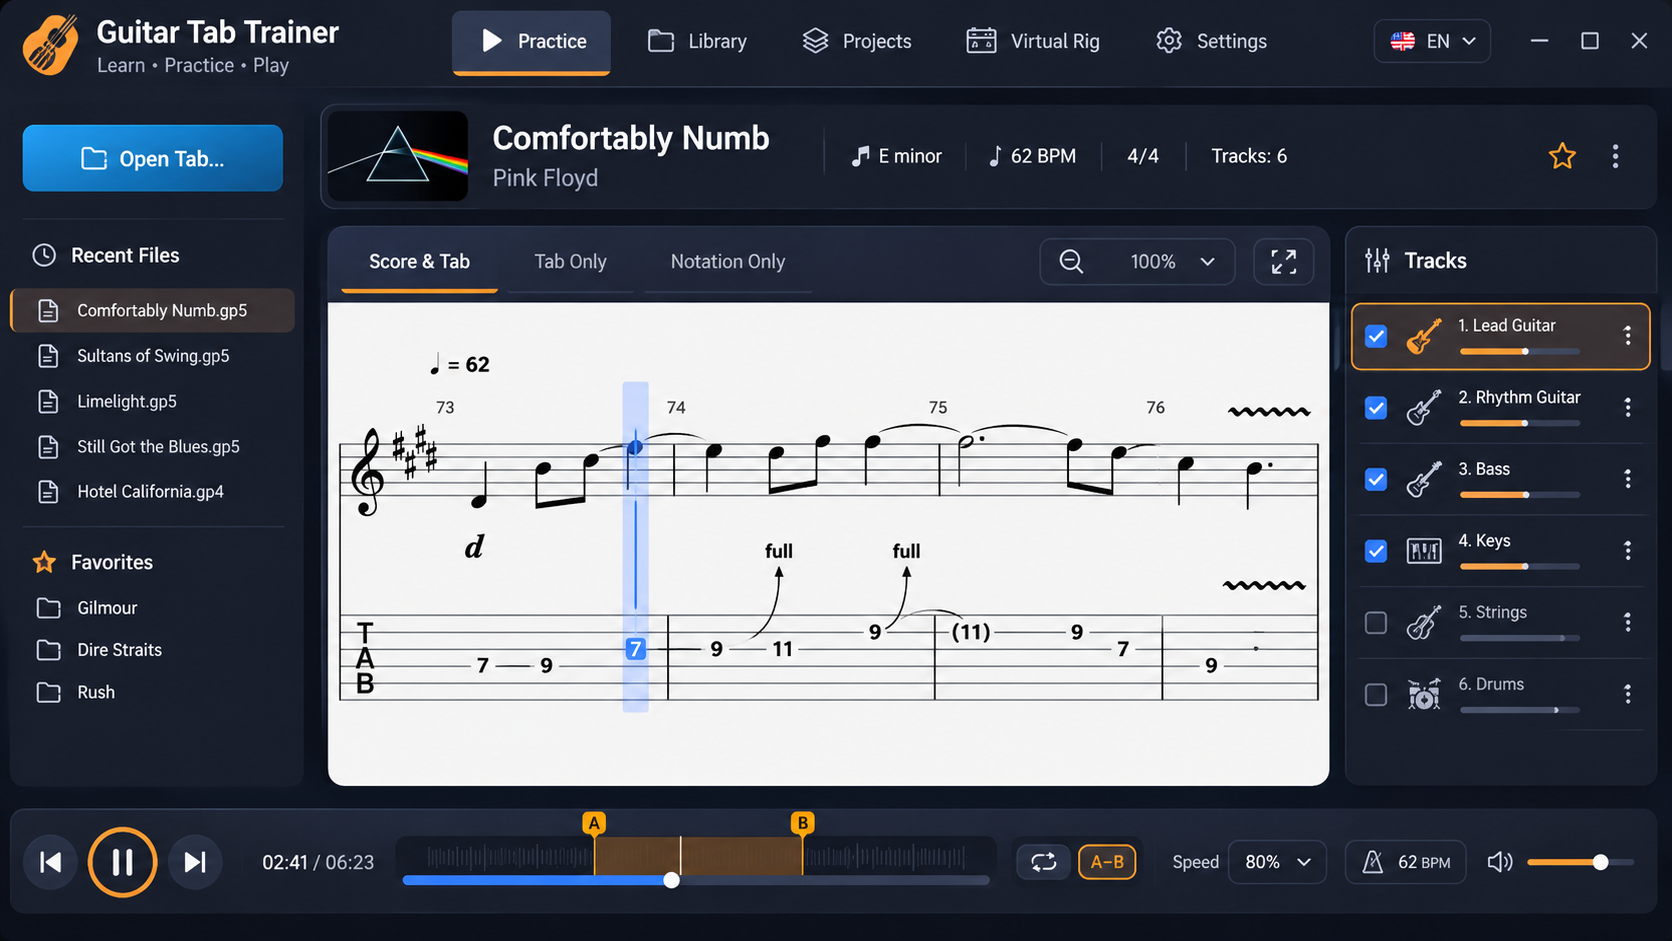 Guitar Tab Trainer
Learn • Practice • Play
Practice
Library
Projects
Virtual Rig
Settings
EN
Open Tab...
Recent Files
Comfortably Numb.gp5
Sultans of Swing.gp5
Limelight.gp5
Still Got the Blues.gp5
Hotel California.gp4
Favorites
Gilmour
Dire Straits
Rush
Comfortably Numb
Pink Floyd
E minor
62 BPM
4/4
Tracks: 6
Score & Tab
Tab Only
Notation Only
100%
= 62
73 74 75 76
d
full full
T
A
B
9 (11) 9
7 9 11 7
7 9 9
Tracks
1. Lead Guitar
2. Rhythm Guitar
3. Bass
4. Keys
5. Strings
6. Drums
02:41 / 06:23
A B
A-B
Speed
80%
62 BPM